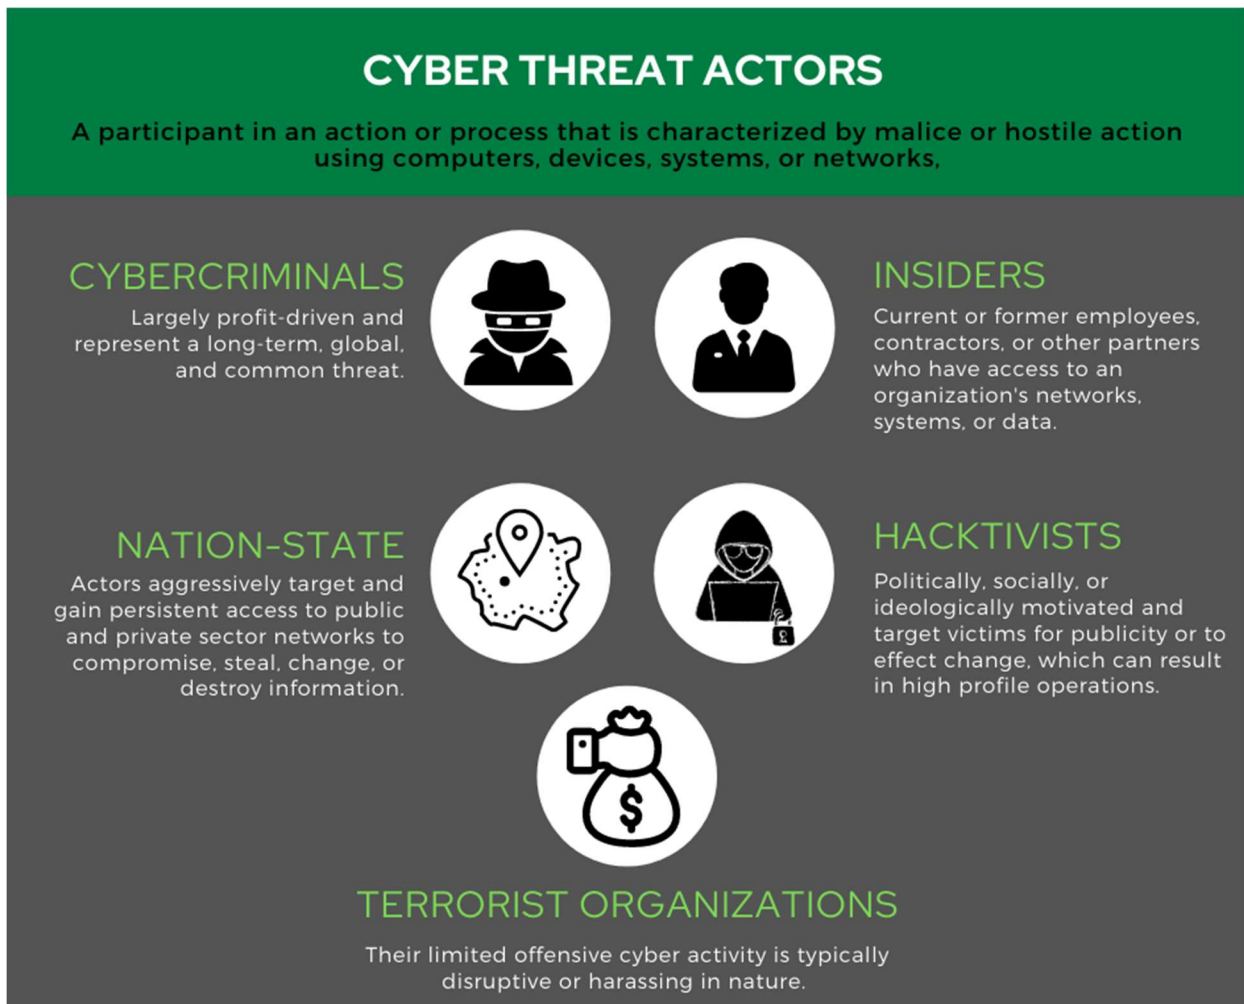 CYBER THREAT ACTORS
A participant in an action or process that is characterized by malice or hostile action
using computers, devices, systems, or networks,
CYBERCRIMINALS
Largely profit-driven and
represent a long-term, global,
and common threat.
INSIDERS
Current or former employees,
contractors, or other partners
who have access to an
organization's networks,
systems, or data.
NATION-STATE
Actors aggressively target and
gain persistent access to public
and private sector networks to
compromise, steal, change, or
destroy information.
HACKTIVISTS
Politically, socially, or
ideologically motivated and
target victims for publicity or to
effect change, which can result
in high profile operations.
$
TERRORIST ORGANIZATIONS
Their limited offensive cyber activity is typically
disruptive or harassing in nature.